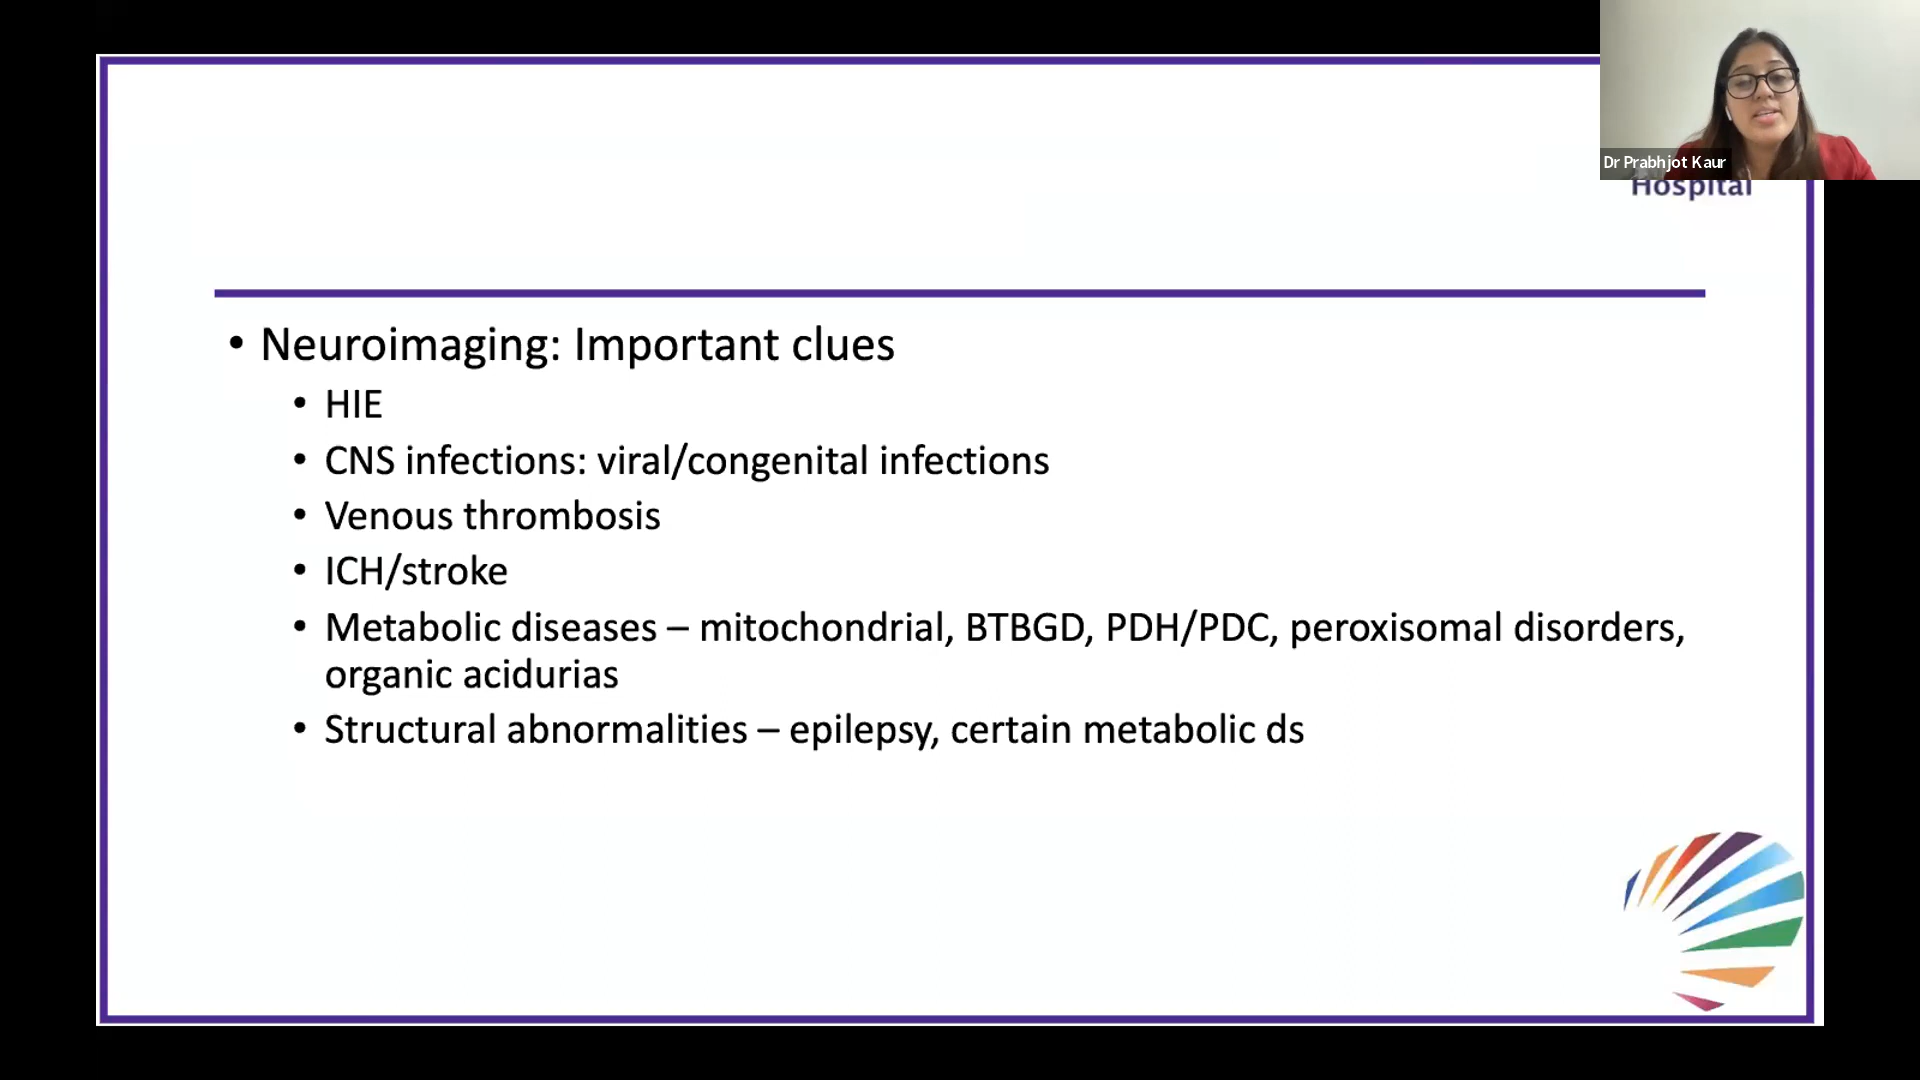 Dr Prabhjot Kaur
Hospital
• Neuroimaging: Important clues
• HIE
• CNS infections: viral/congenital infections
• Venous thrombosis
• ICH/stroke
• Metabolic diseases – mitochondrial, BTBGD, PDH/PDC, peroxisomal disorders,
organic acidurias
• Structural abnormalities – epilepsy, certain metabolic ds